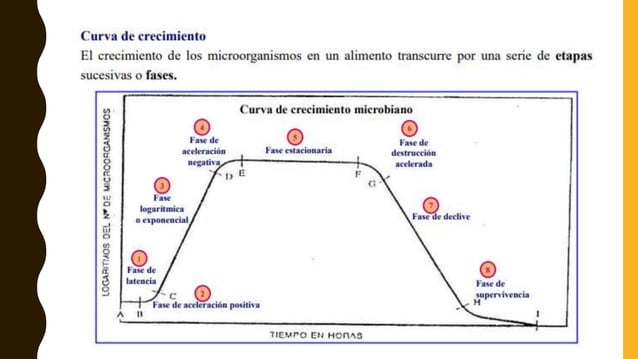 Curva de crecimiento
El crecimiento de los microorganismos en un alimento transcurre por una serie de etapas
sucesivas o fases.
Curva de crecimiento microbiano
LOGARITMOS DEL Nº DE MICROORGANISMOS
4
Fase de
aceleración
negativa
5
Fase estacionaria
6
Fase de
destrucción
acelerada
D
E
F
G
3
Fase
logarítmica
o exponencial
7
Fase de declive
1
Fase de
latencia
C
2
Fase de aceleración positiva
8
Fase de
supervivencia
H
A
B
I
TIEMPO EN HORAS